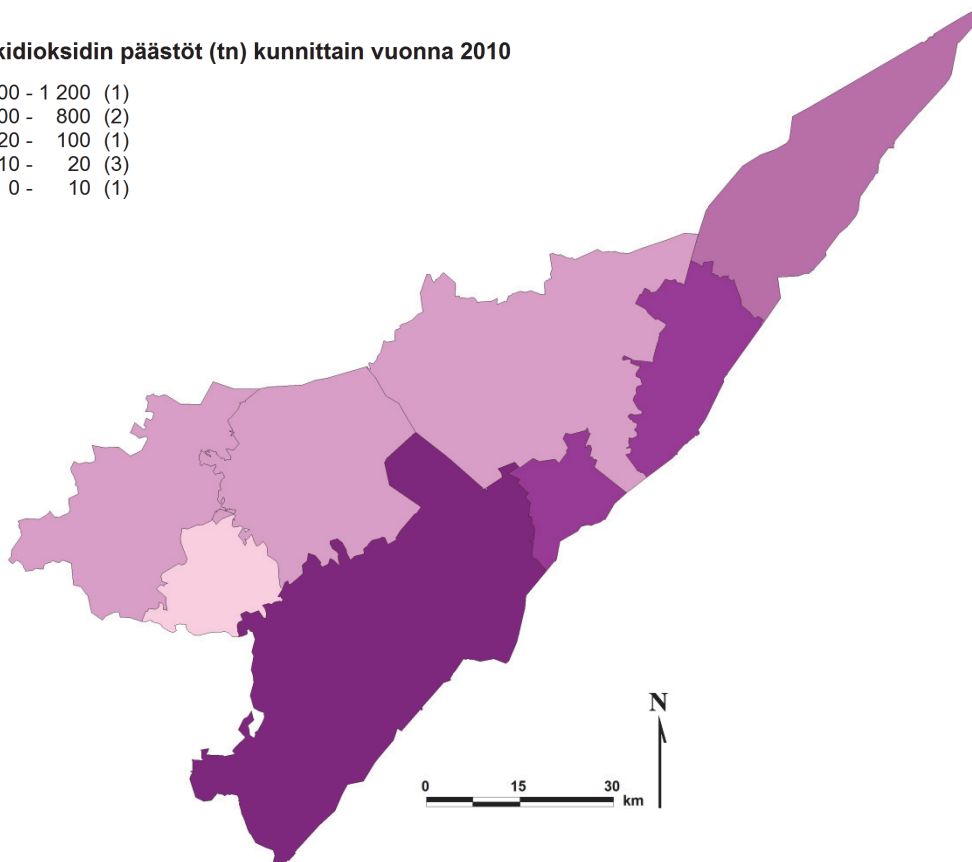 kidioksidin päästöt (tn) kunnittain vuonna 2010
00 - 1 200 (1)
00 - 800 (2)
20 - 100 (1)
10 - 20 (3)
0 - 10 (1)
N
0 15 30
km